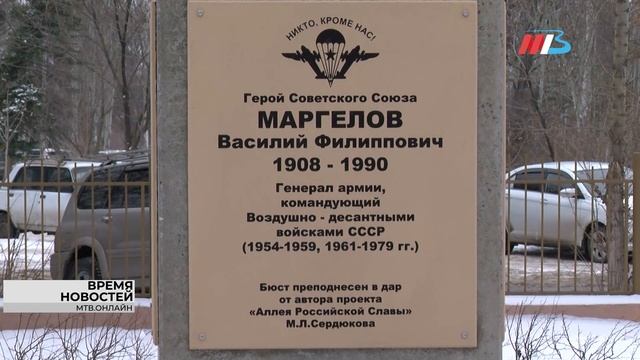 НИКТО, КРОМЕ НАС!
Герой Советского Союза
МАРГЕЛОВ
Василий Филиппович
1908 - 1990
Генерал армии,
командующий
Воздушно - десантными
войсками СССР
(1954-1959, 1961-1979 гг.)
Бюст преподнесен в дар
от автора проекта
«Аллея Российской Славы»
М.Л.Сердюкова
ВРЕМЯ
НОВОСТЕЙ
МТВ.ОНЛАЙН